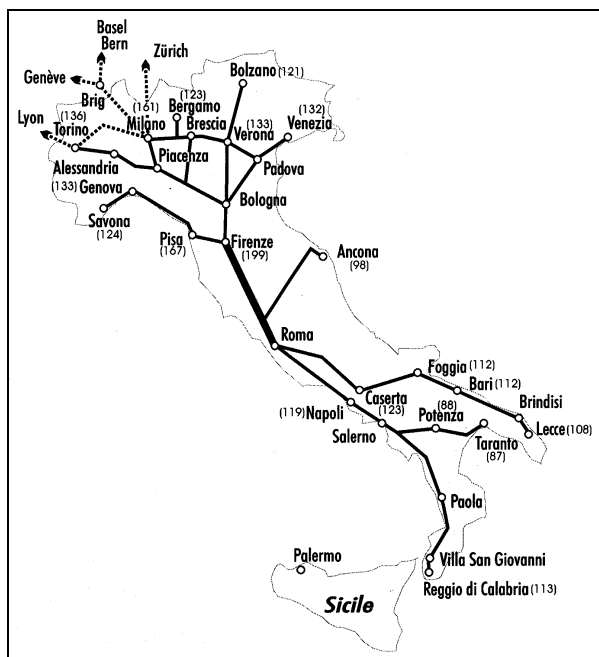 Basel
Bern
Zürich
Genève
Brig
Lyon
(136)
Torino
(161)
Milano
(123)
Bergamo
Brescia
Bolzano (121)
(133)
Verona
(132)
Venezia
Padova
Piacenza
Alessandria
(133) Genova
Savona
(124)
Bologna
Pisa
(167)
Firenze
(199)
Ancona
(98)
Roma
Foggia (112)
Bari (112)
Caserta
(123)
(119) Napoli
(88)
Potenza
Brindisi
Lecce (108)
Salerno
Taranto
(87)
Paola
Villa San Giovanni
Reggio di Calabria (113)
Palermo
Sicile